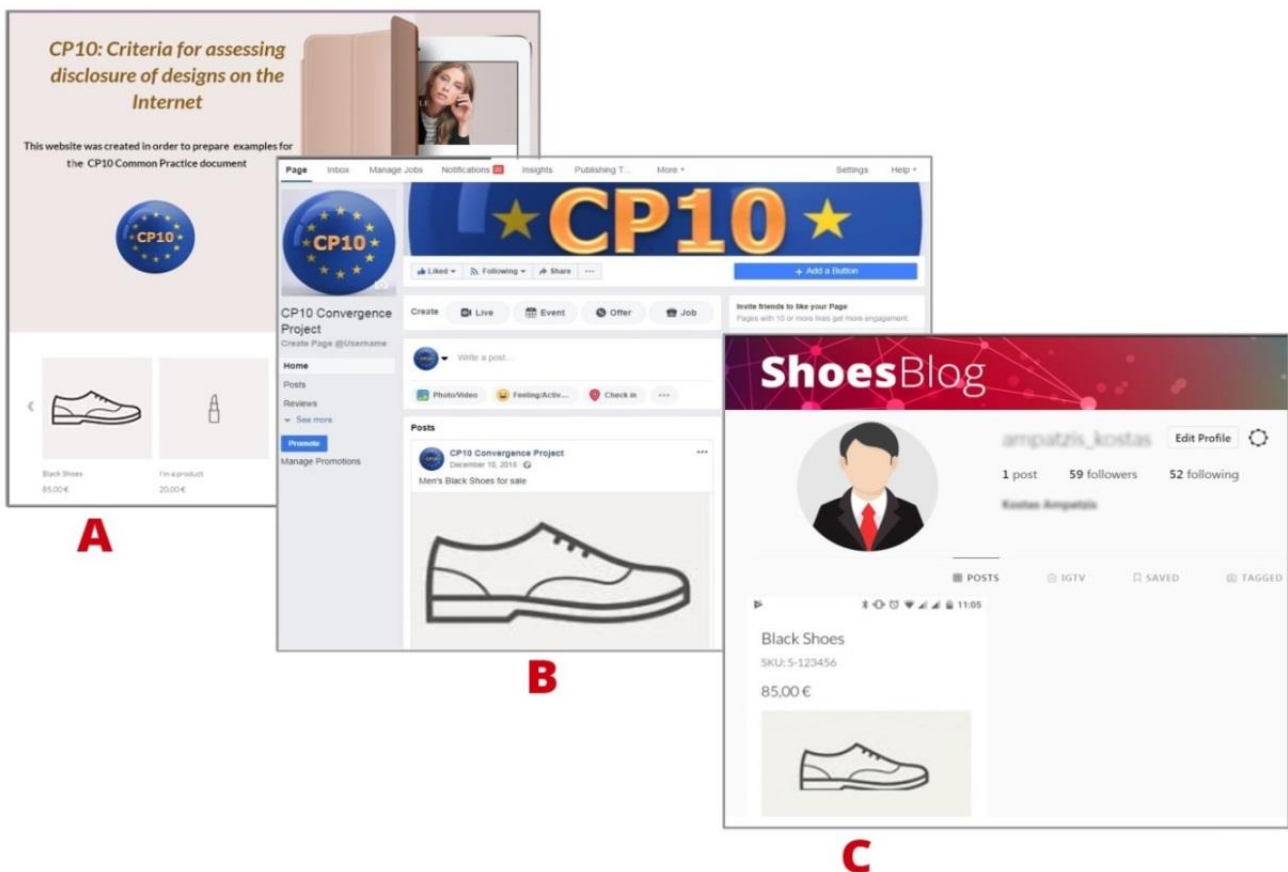 CP10: Criteria for assessing
disclosure of designs on the
Internet
This website was created in order to prepare examples for
the CP10 Common Practice document
CP10
Black Shoes
85,00 €
I'm a product
20,00 €
A
Page Inbox Manage Jobs Notifications Insights Publishing T... More Settings Help
CP10
CP10
Liked Following Share ...
+ Add a Button
CP10 Convergence
Project
Create Page @Username
Home
Posts
Reviews
See more
Promote
Manage Promotions
Create Live Event Offer Job
Invite friends to like your Page
Pages with 10 or more likes get more engagement.
Write a post...
Photo/Video Feeling/Activ... Check in ...
Posts
CP10 Convergence Project
December 10, 2018
Men's Black Shoes for sale
B
ShoesBlog
ampatzis_kostas Edit Profile
1 post 59 followers 52 following
Kostas Ampatzis
POSTS IGTV SAVED TAGGED
11:05
Black Shoes
SKU: S-123456
85,00 €
C